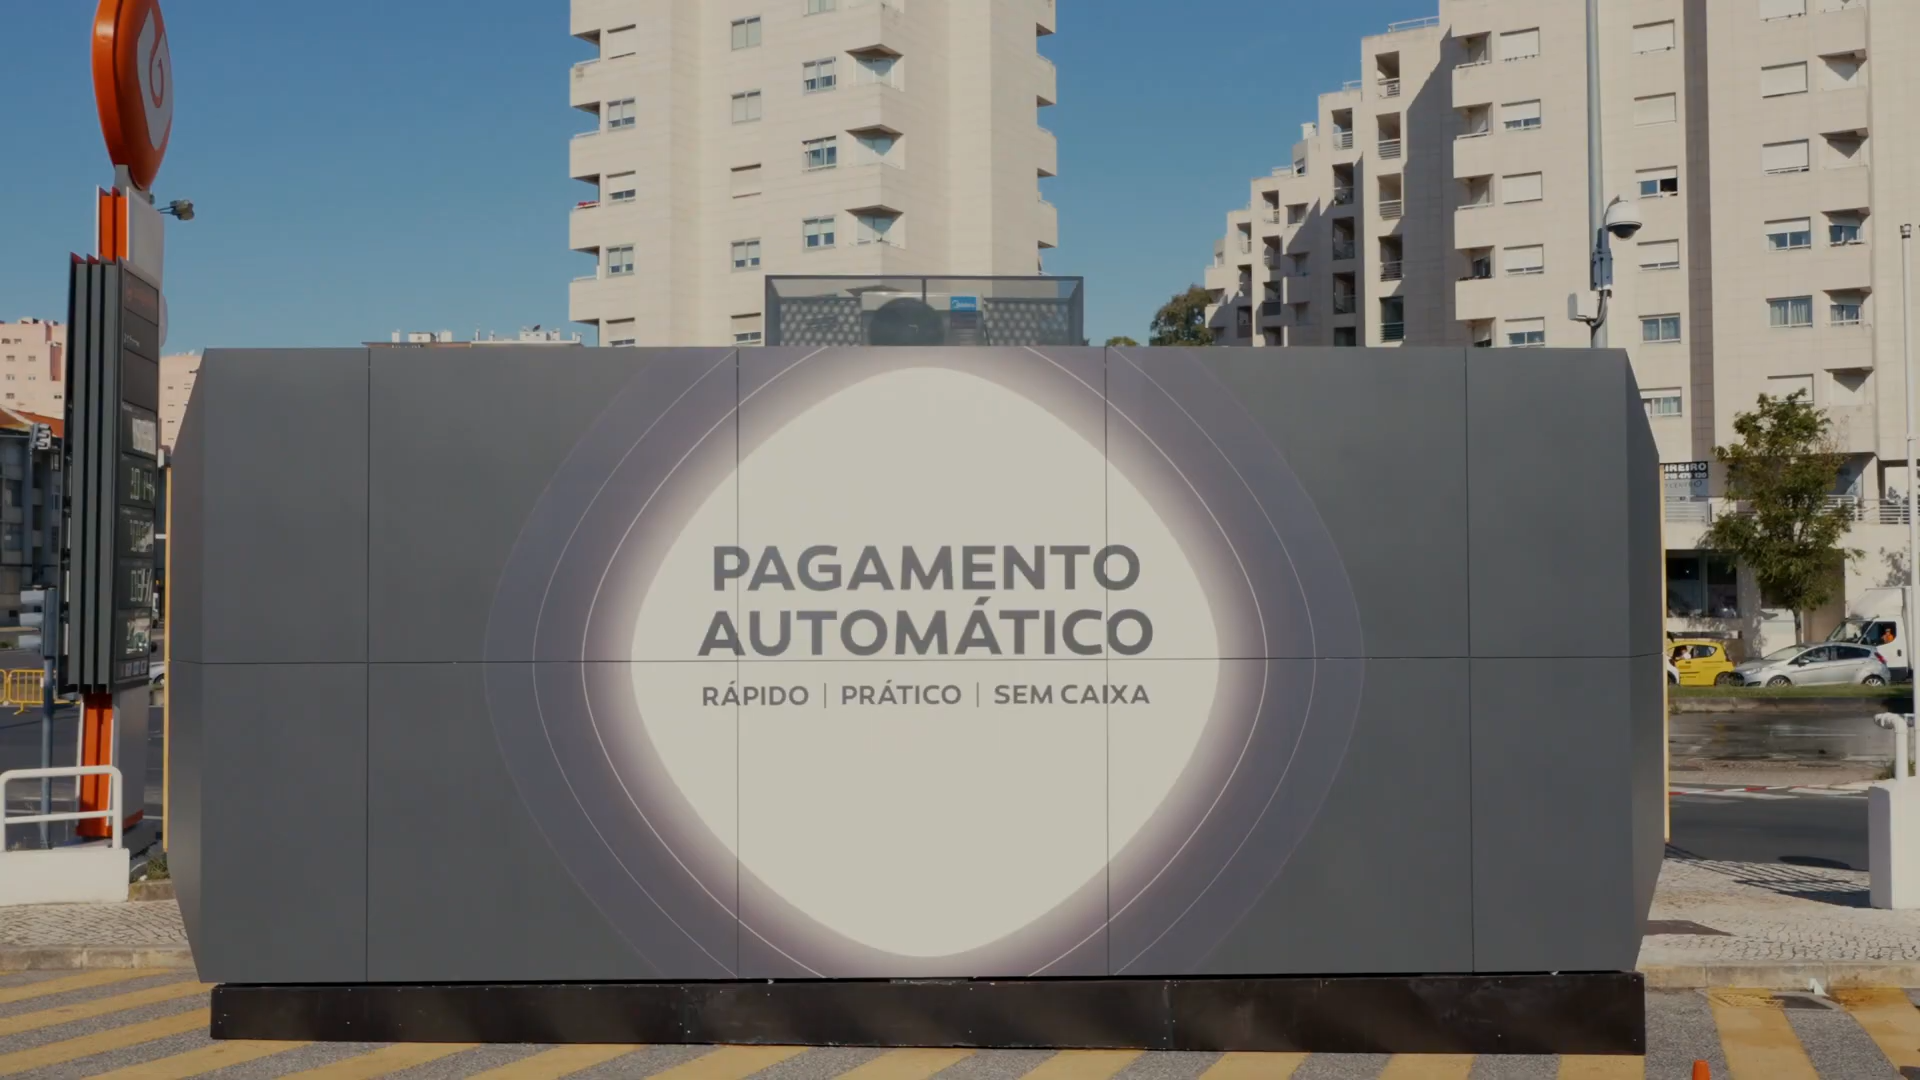 PAGAMENTO
AUTOMÁTICO
RÁPIDO | PRÁTICO | SEM CAIXA